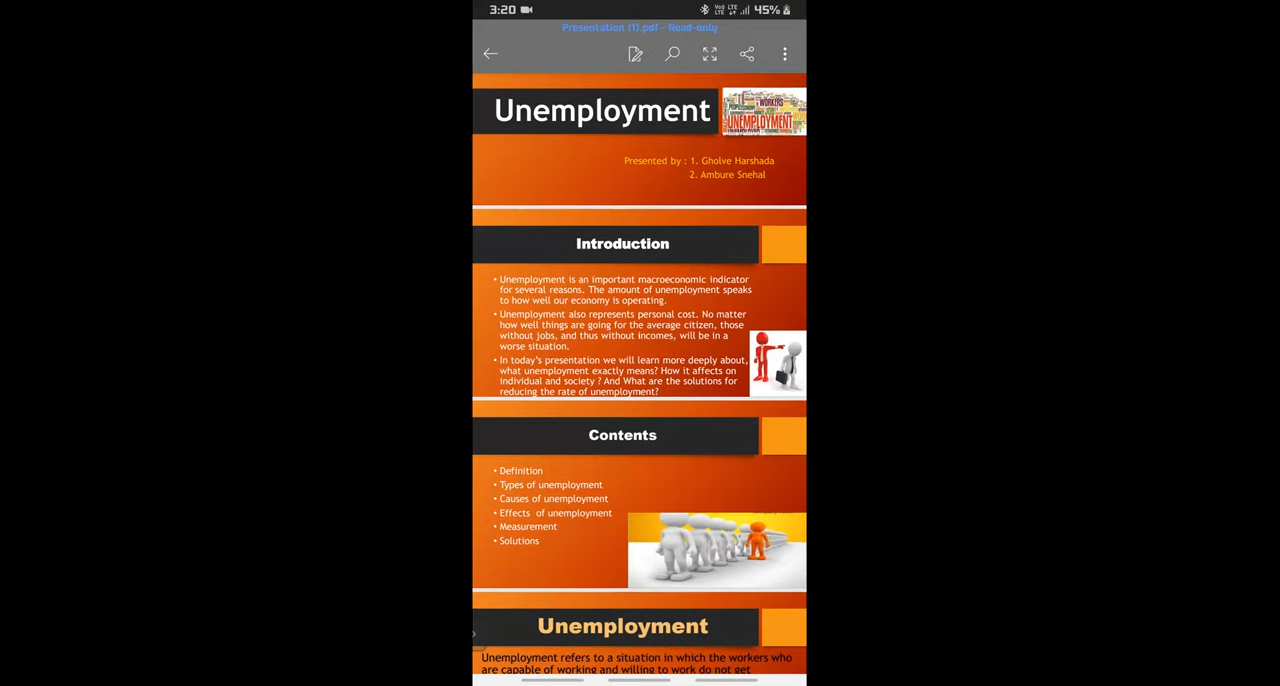 3:20
Vo) LTE
LTE
45%
Presentation (1).pdf - Read-only
Unemployment
WORKERS
JOB
UNEMPLOYMENT
Presented by : 1. Gholve Harshada
2. Ambure Snehal
Introduction
• Unemployment is an important macroeconomic indicator
for several reasons. The amount of unemployment speaks
to how well our economy is operating.
• Unemployment also represents personal cost. No matter
how well things are going for the average citizen, those
without jobs, and thus without incomes, will be in a
worse situation.
• In today's presentation we will learn more deeply about,
what unemployment exactly means? How it affects on
individual and society ? And What are the solutions for
reducing the rate of unemployment?
Contents
• Definition
• Types of unemployment
• Causes of unemployment
• Effects of unemployment
• Measurement
• Solutions
Unemployment
Unemployment refers to a situation in which the workers who
are capable of working and willing to work do not get